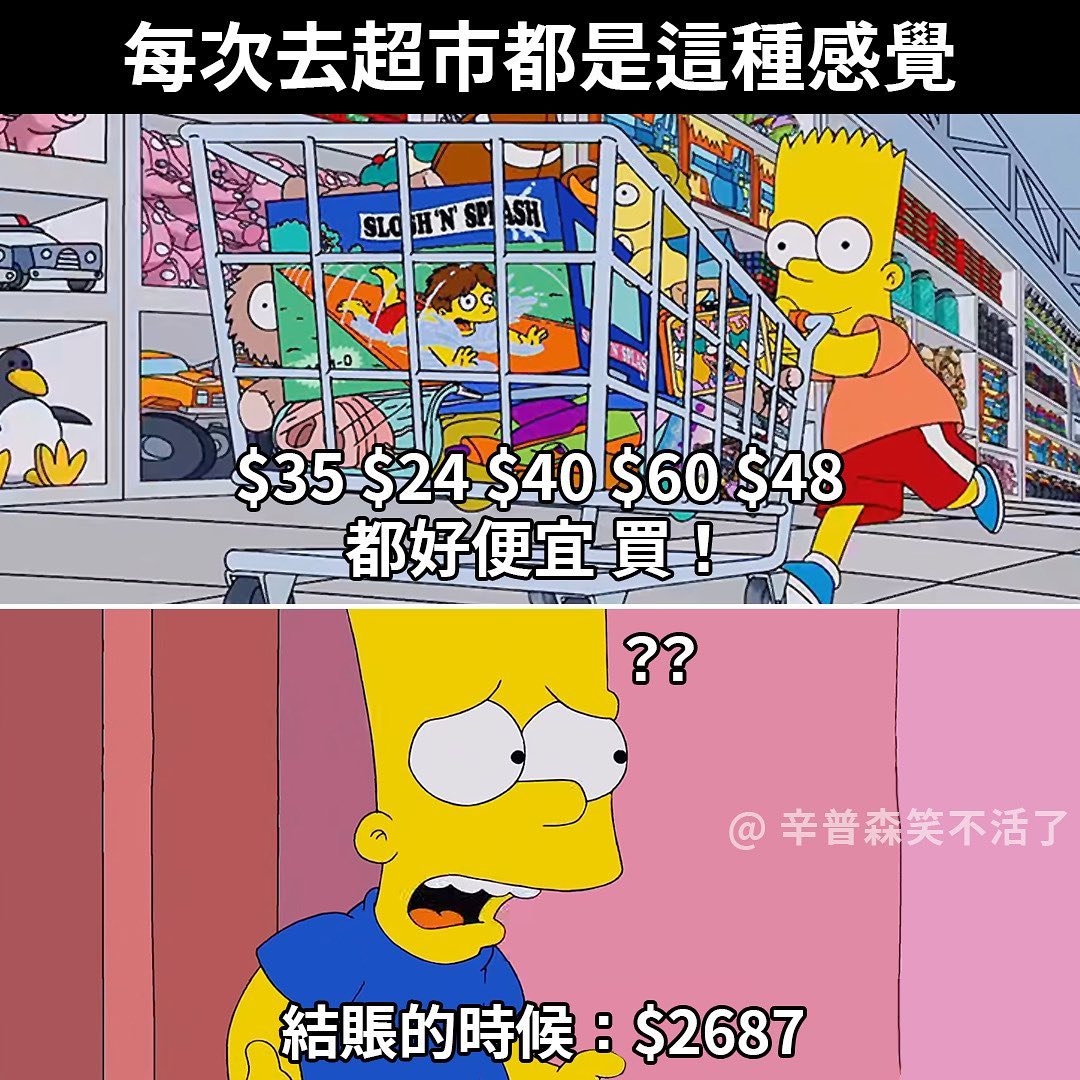 每次去超市都是這種感覺
SLOSH 'N' SPLASH
$35 $24 $40 $60 $48
都好便宜 買！
??
@ 辛普森笑不活了
結賬的時候：$2687